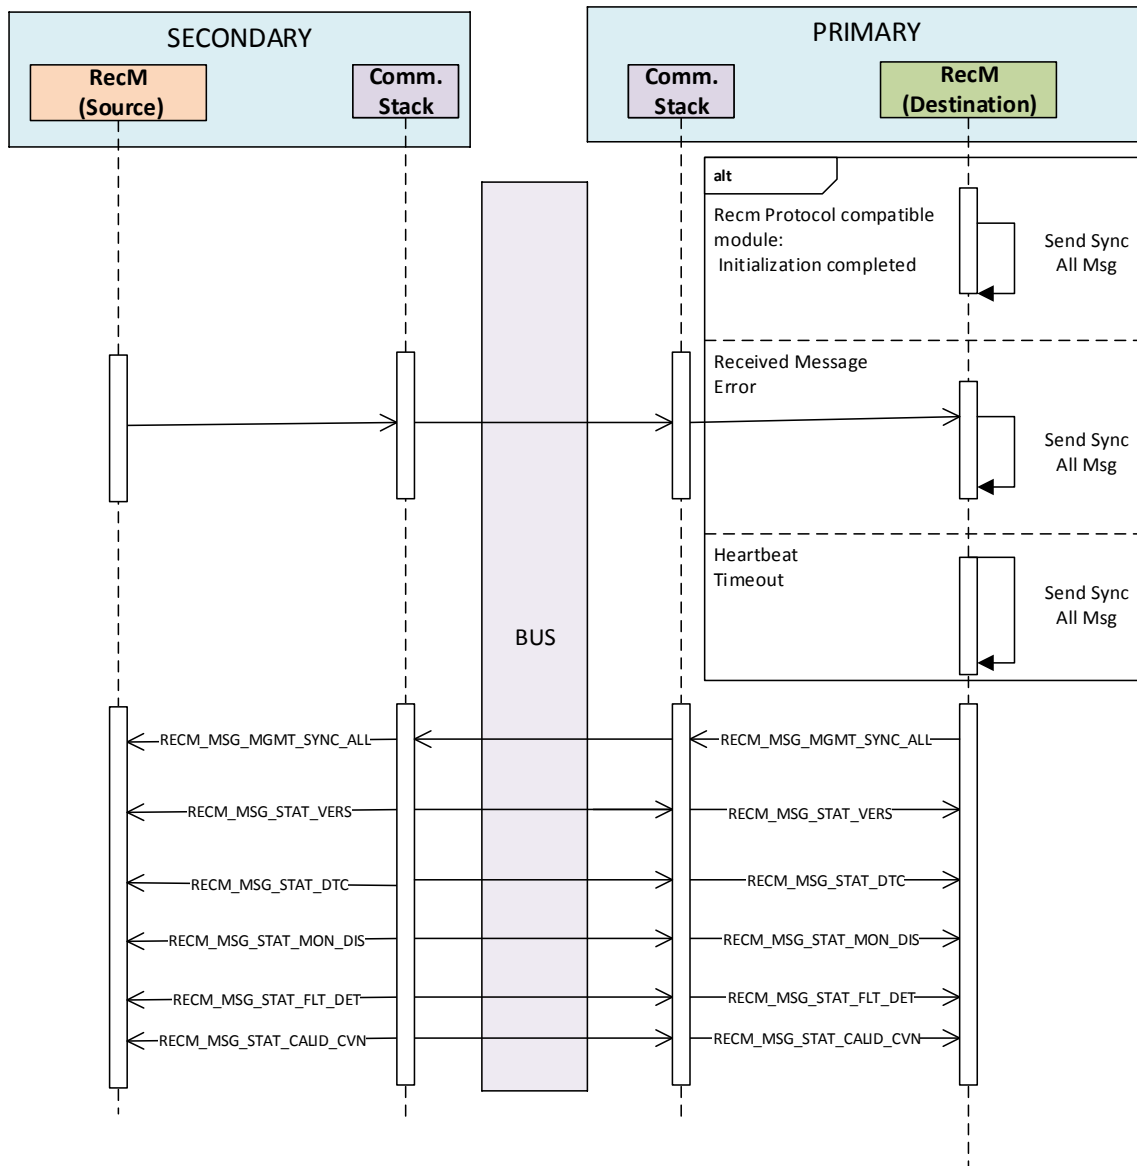 SECONDARY
PRIMARY
RecM
(Source)
Comm.
Stack
Comm.
Stack
RecM
(Destination)
alt
Recm Protocol compatible
module:
Initialization completed
Send Sync
All Msg
Received Message
Error
Send Sync
All Msg
Heartbeat
Timeout
Send Sync
All Msg
BUS
RECM_MSG_MGMT_SYNC_ALL
RECM_MSG_MGMT_SYNC_ALL
RECM_MSG_STAT_VERS
RECM_MSG_STAT_VERS
RECM_MSG_STAT_DTC
RECM_MSG_STAT_DTC
RECM_MSG_STAT_MON_DIS
RECM_MSG_STAT_MON_DIS
RECM_MSG_STAT_FLT_DET
RECM_MSG_STAT_FLT_DET
RECM_MSG_STAT_CALID_CVN
RECM_MSG_STAT_CALID_CVN